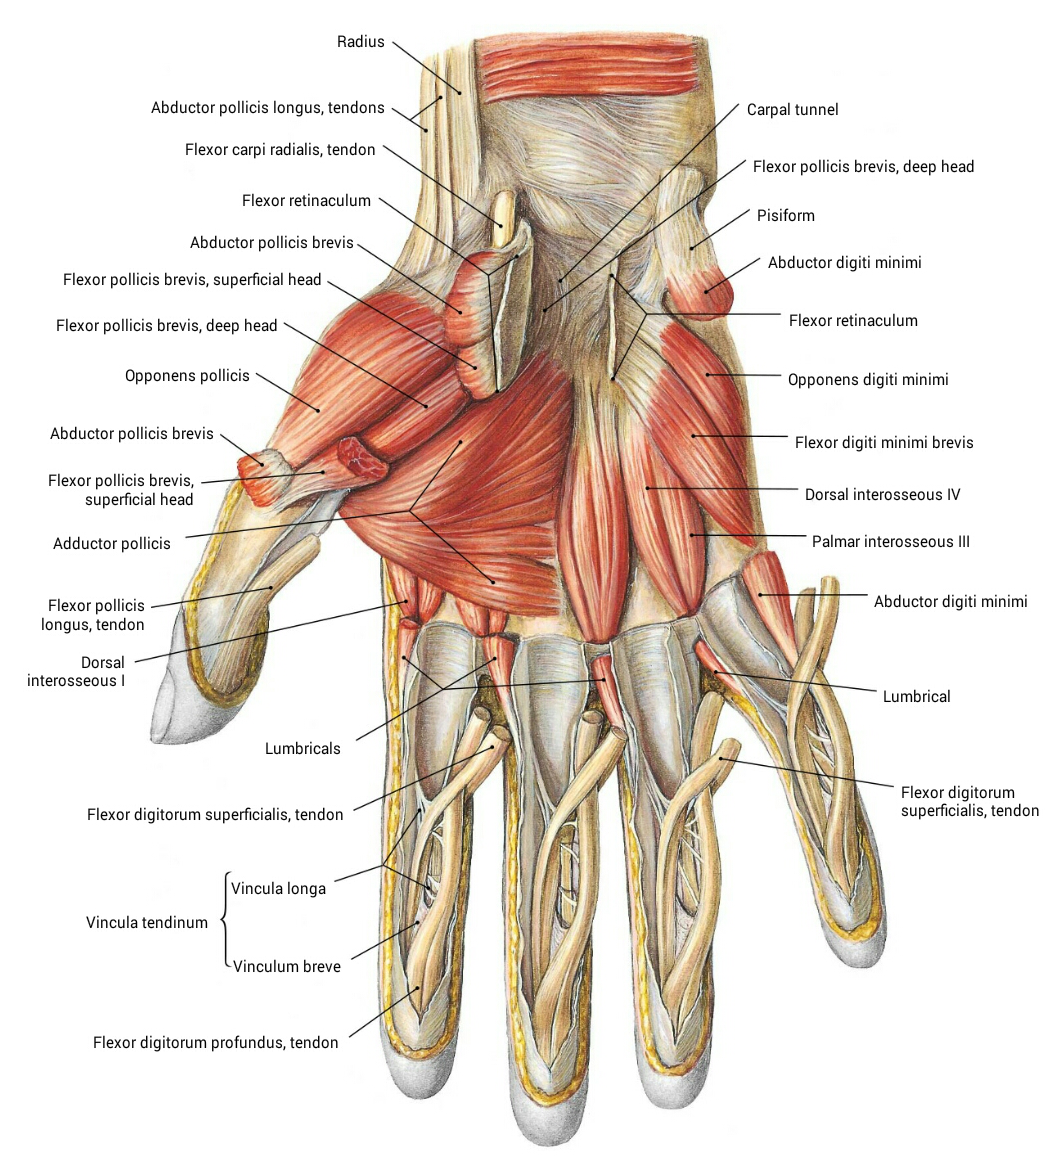 Radius
Abductor pollicis longus, tendons
Flexor carpi radialis, tendon
Flexor retinaculum
Abductor pollicis brevis
Flexor pollicis brevis, superficial head
Flexor pollicis brevis, deep head
Opponens pollicis
Abductor pollicis brevis
Flexor pollicis brevis,
superficial head
Adductor pollicis
Flexor pollicis
longus, tendon
Dorsal
interosseous I
Lumbricals
Flexor digitorum superficialis, tendon
Vincula longa
Vincula tendinum
Vinculum breve
Flexor digitorum profundus, tendon
Carpal tunnel
Flexor pollicis brevis, deep head
Pisiform
Abductor digiti minimi
Flexor retinaculum
Opponens digiti minimi
Flexor digiti minimi brevis
Dorsal interosseous IV
Palmar interosseous III
Abductor digiti minimi
Lumbrical
Flexor digitorum
superficialis, tendon